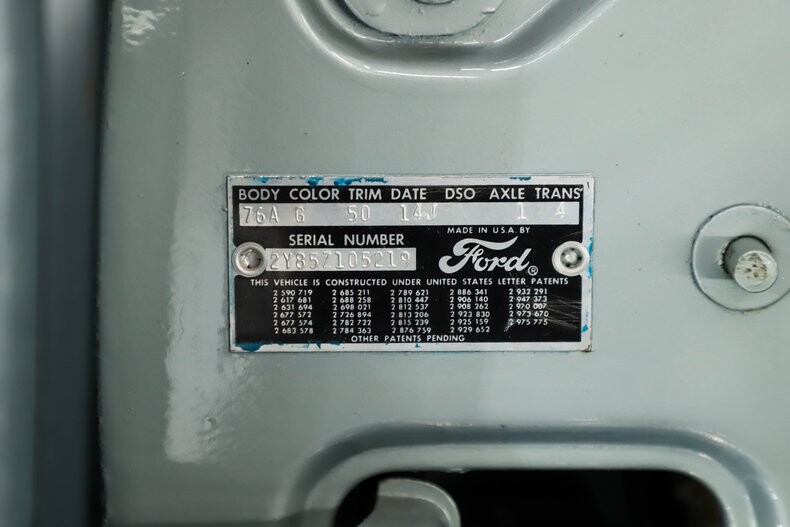 BODY COLOR TRIM DATE DSO AXLE TRANS
76A G 50 14J 1 4
MADE IN U.S.A. BY
SERIAL NUMBER
2Y85Z105219
Ford®
THIS VEHICLE IS CONSTRUCTED UNDER UNITED STATES LETTER PATENTS
2 590 719 2 685 211 2 789 621 2 886 341 2 932 291
2 617 681 2 688 258 2 810 447 2 906 140 2 947 373
2 631 694 2 698 021 2 812 537 2 908 262 2 970 007
2 677 572 2 726 894 2 813 206 2 923 830 2 973 670
2 677 574 2 782 722 2 815 239 2 925 159 2 975 775
2 683 578 2 784 363 2 876 759 2 929 652
OTHER PATENTS PENDING